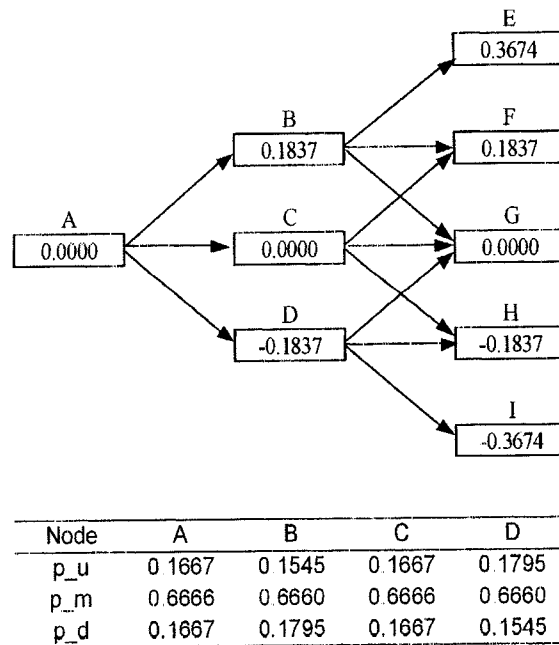 E
0.3674
B
F
0.1837
0.1837
A
C
G
0.0000
0.0000
0.0000
D
H
-0.1837
-0.1837
I
-0.3674
Node A B C D
p_u 0.1667 0.1545 0.1667 0.1795
p_m 0.6666 0.6660 0.6666 0.6660
p_d 0.1667 0.1795 0.1667 0.1545